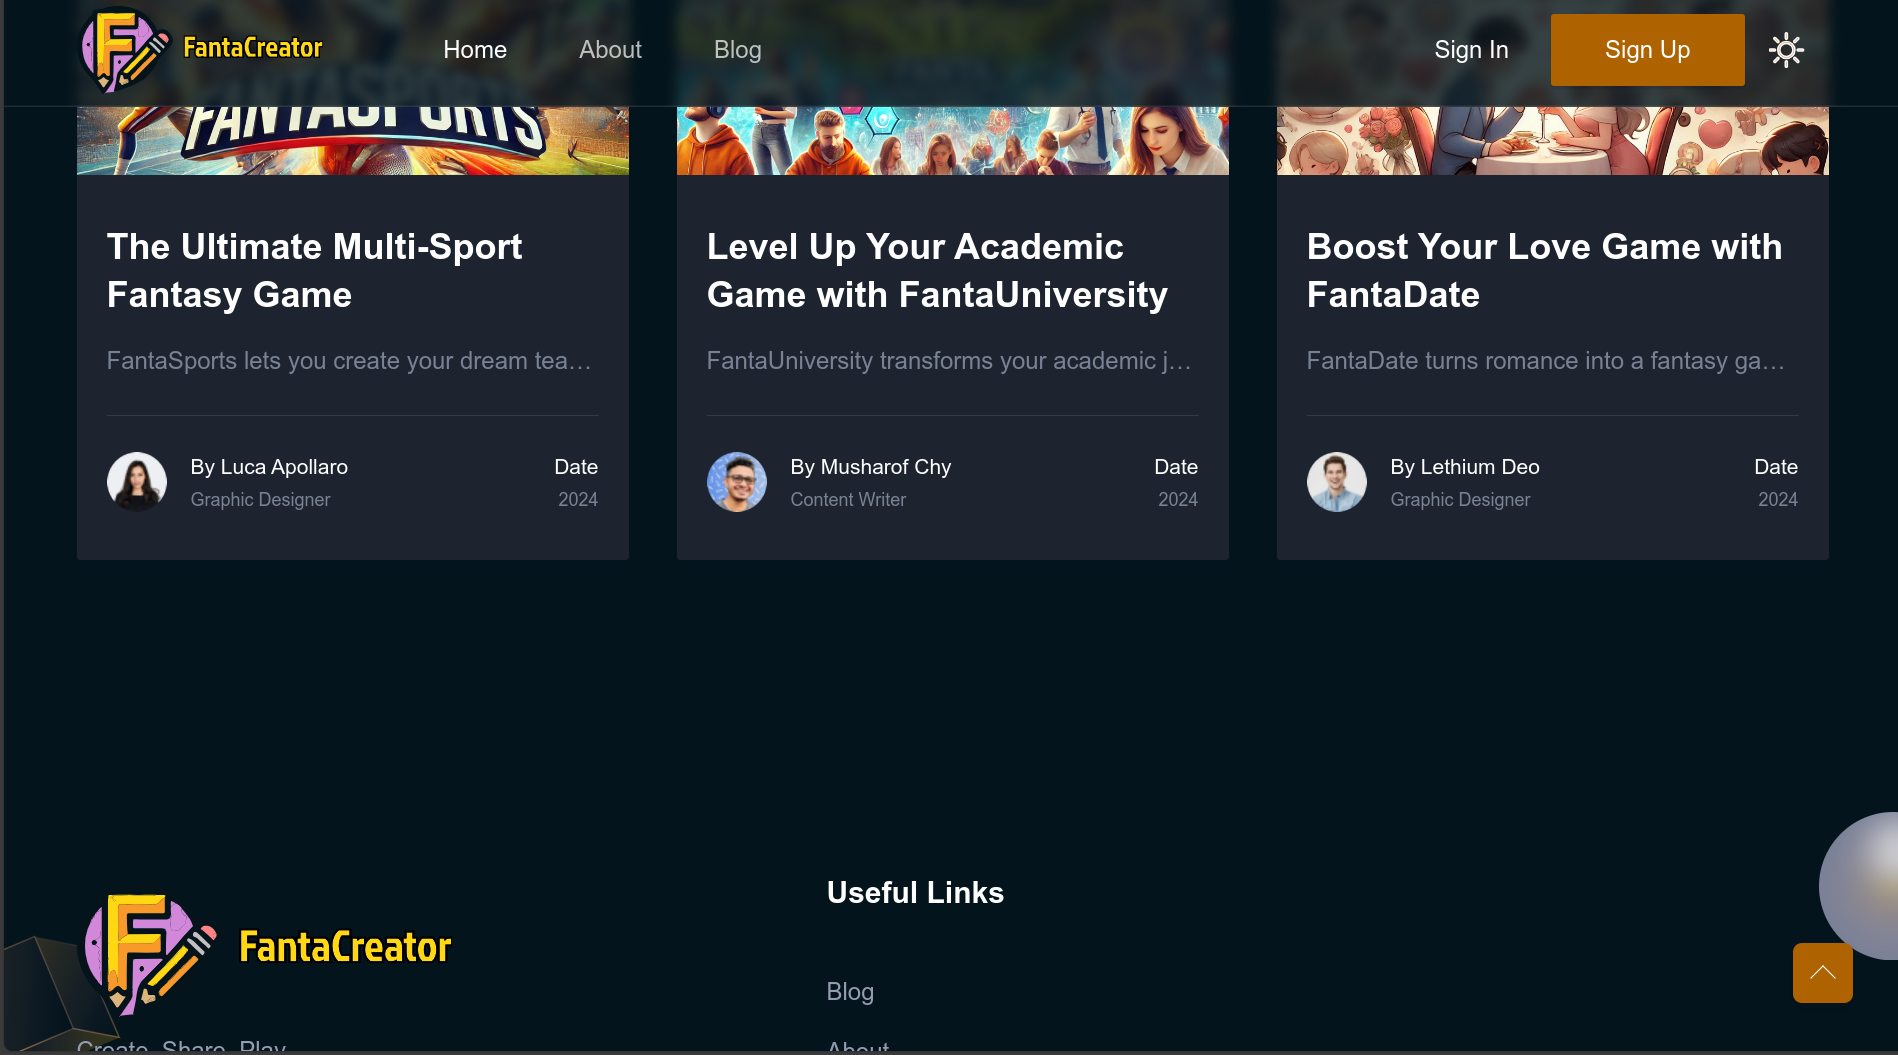 FantaCreator
Home
About
Blog
Sign In
Sign Up
FANTASPORTS
The Ultimate Multi-Sport
Fantasy Game
FantaSports lets you create your dream tea…
By Luca Apollaro
Graphic Designer
Date
2024
Level Up Your Academic
Game with FantaUniversity
FantaUniversity transforms your academic j…
By Musharof Chy
Content Writer
Date
2024
Boost Your Love Game with
FantaDate
FantaDate turns romance into a fantasy ga…
By Lethium Deo
Graphic Designer
Date
2024
FantaCreator
Create, Share, Play
Useful Links
Blog
About